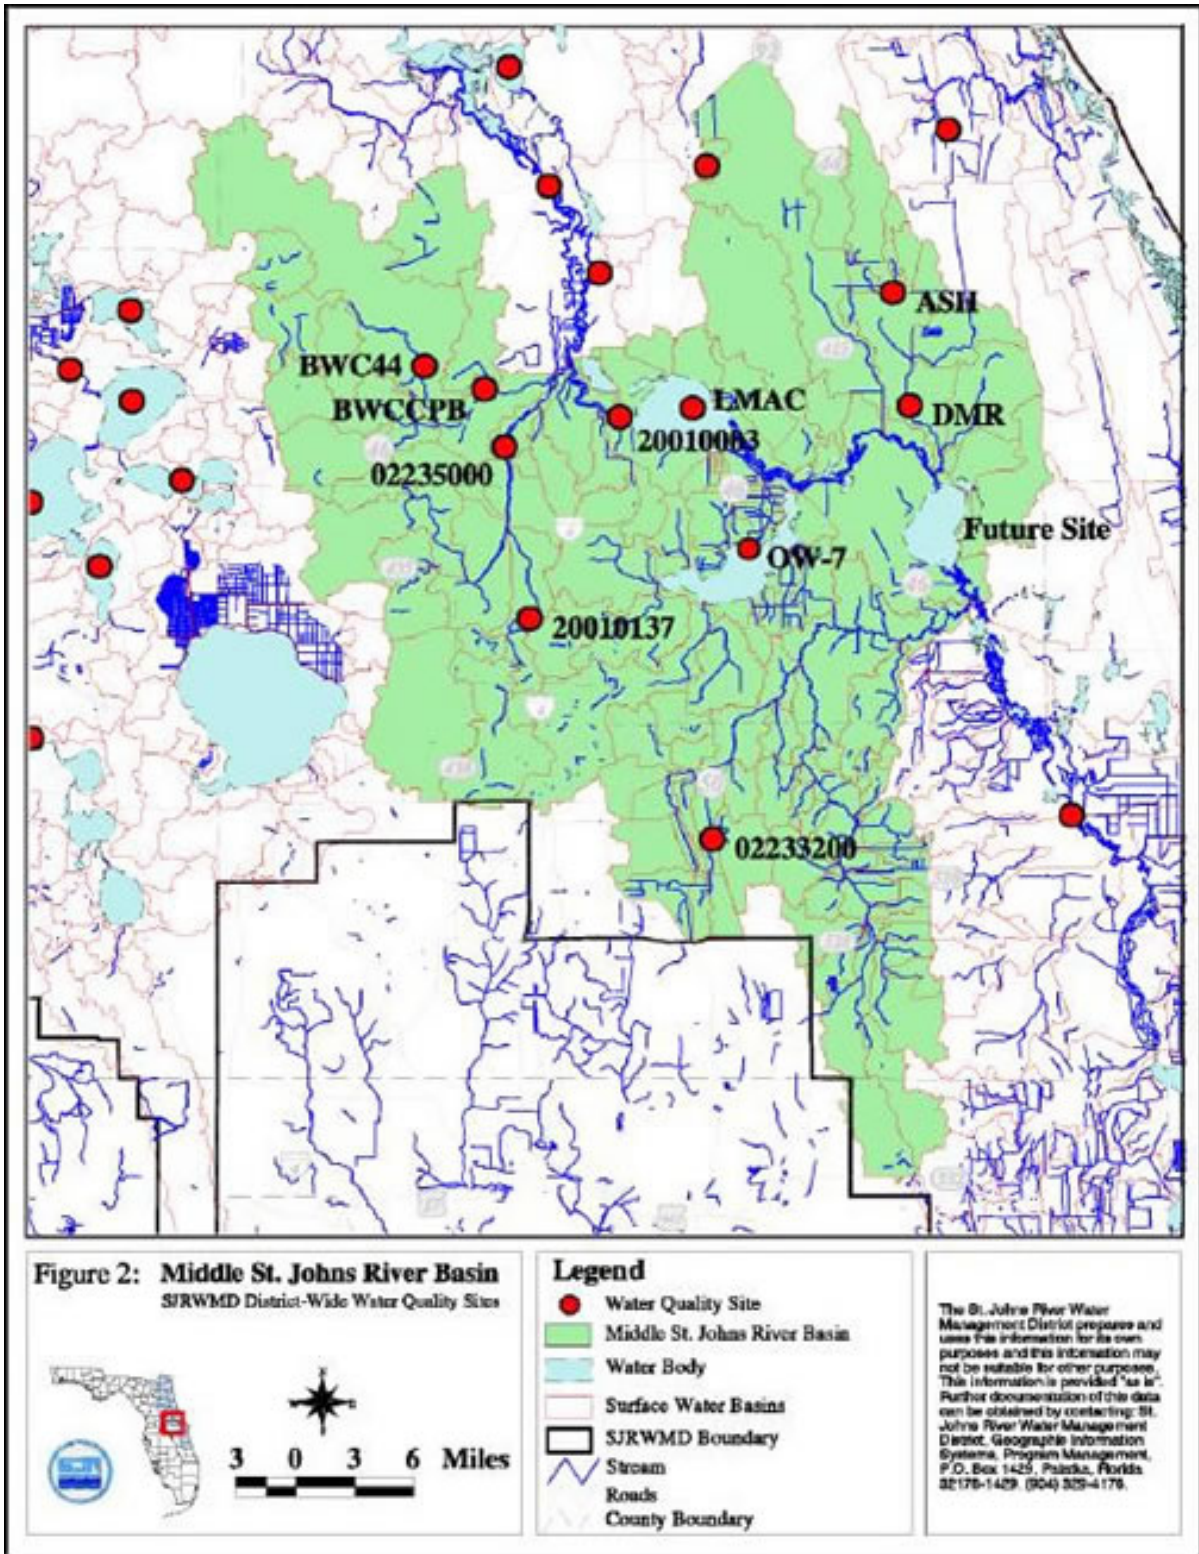 ASH
BWC44
LMAC
BWCCPB
DMR
20010003
02235000
Future Site
OW-7
20010137
02233200
Figure 2: Middle St. Johns River Basin
SJRWMD District-Wide Water Quality Sites
3 0 3 6 Miles
Legend
Water Quality Site
Middle St. Johns River Basin
Water Body
Surface Water Basins
SJRWMD Boundary
Stream
Roads
County Boundary
The St. Johns River Water
Management District prepares and
uses this information for its own
purposes and this information may
not be suitable for other purposes.
This information is provided "as is".
Further documentation of this data
can be obtained by contacting: St.
Johns River Water Management
District, Geographic Information
Systems, Program Management,
P.O. Box 1429, Palatka, Florida
32178-1429. (904) 329-4176.